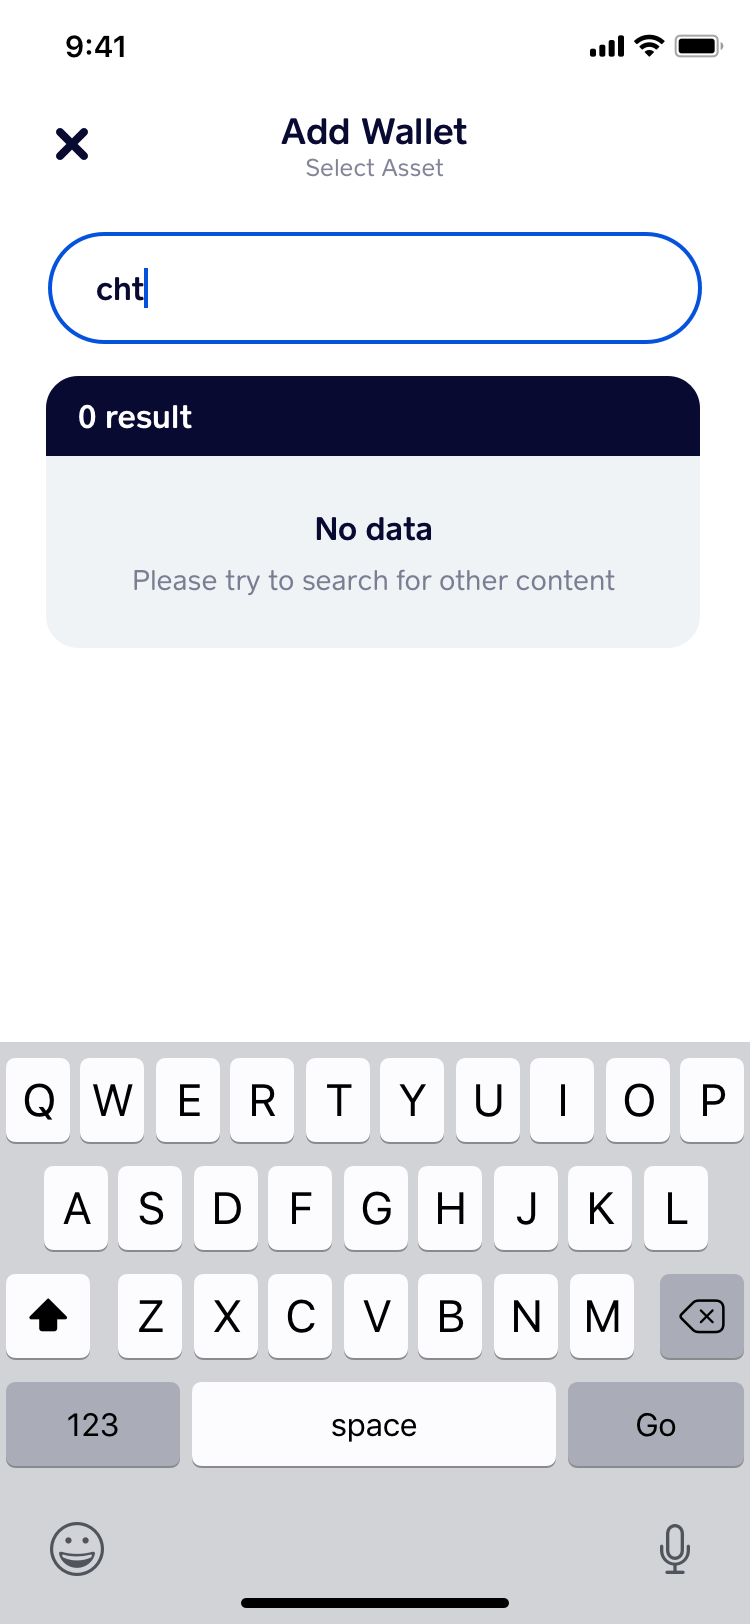 9:41
Add Wallet
Select Asset
cht
0 result
No data
Please try to search for other content
Q W E R T Y U I O P
A S D F G H J K L
Z X C V B N M
123 space Go